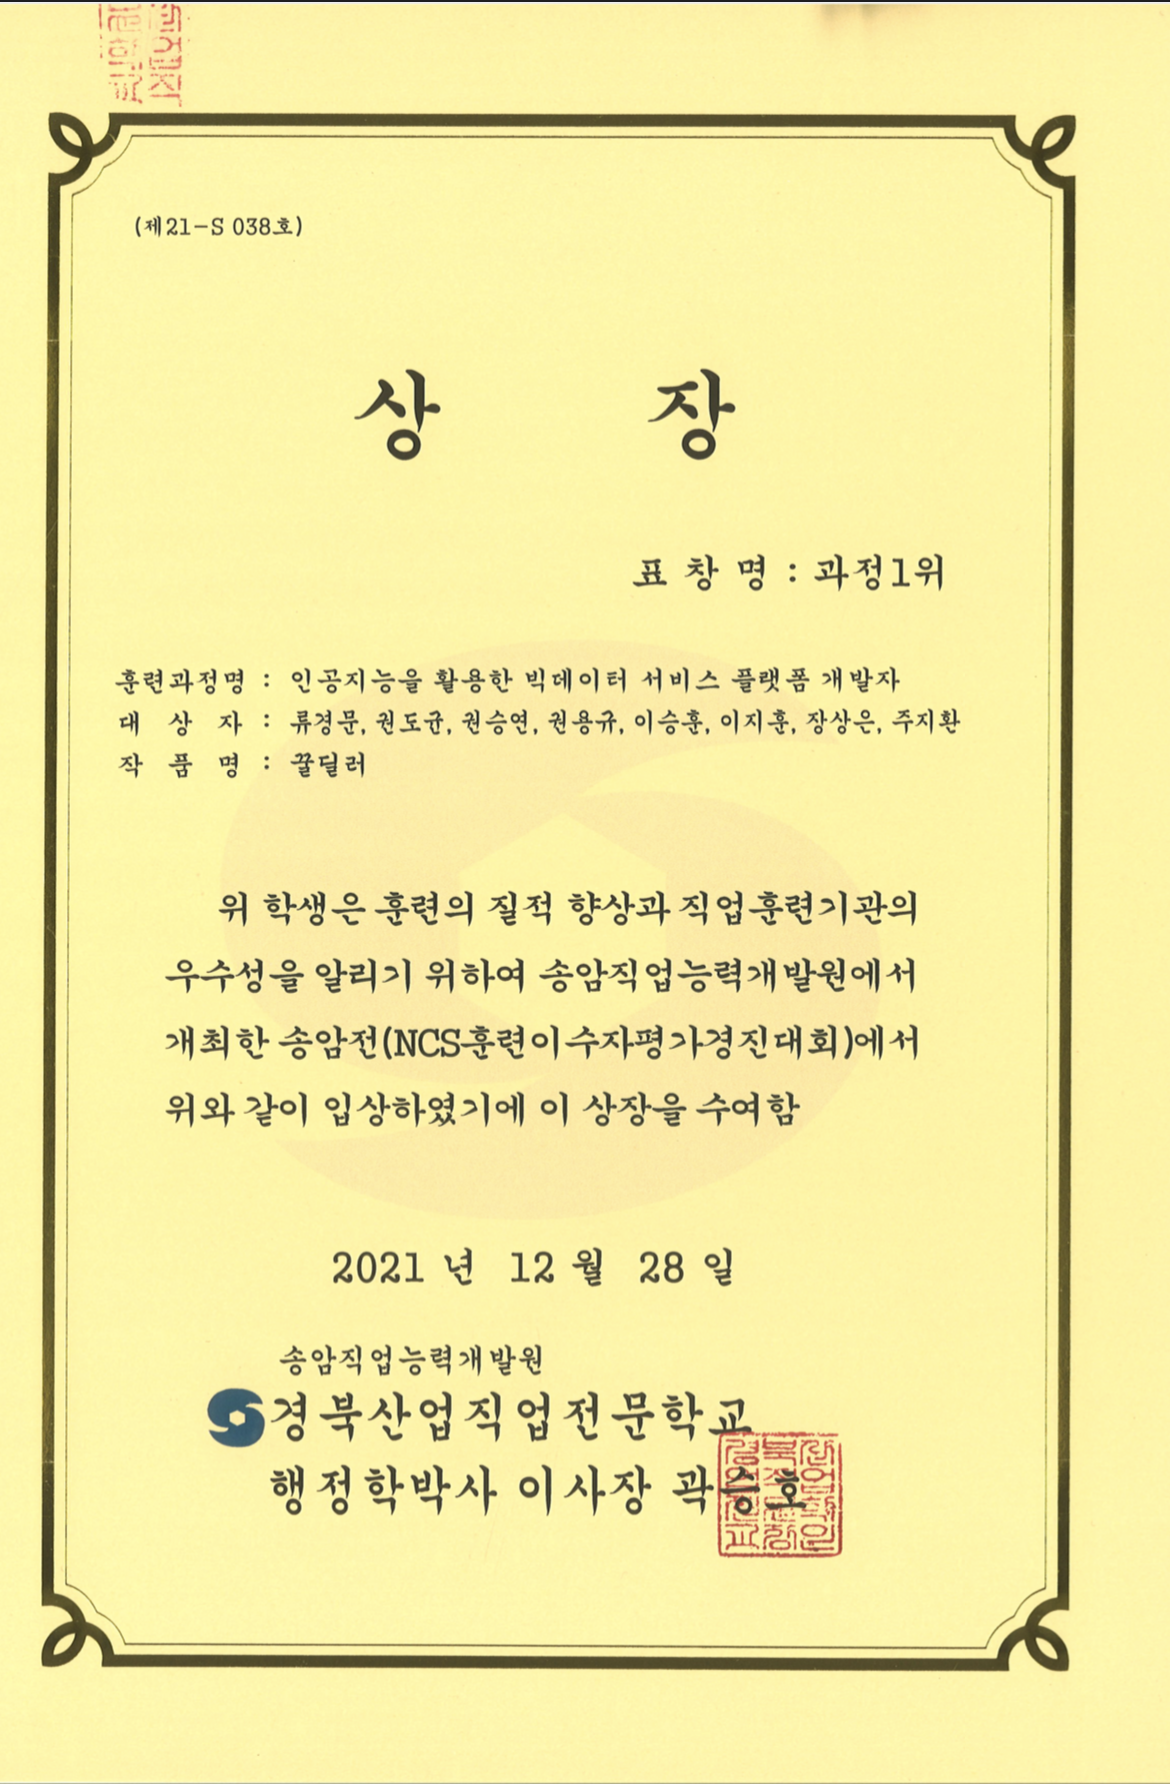 (제21-S 038호)
상 장
표 창 명 : 과정1위
훈련과정명 : 인공지능을 활용한 빅데이터 서비스 플랫폼 개발자
대 상 자 : 류경문, 권도균, 권승연, 권용규, 이승훈, 이지훈, 장상은, 주지환
작 품 명 : 꿀딜러
위 학생은 훈련의 질적 향상과 직업훈련기관의
우수성을 알리기 위하여 송암직업능력개발원에서
개최한 송암전(NCS훈련이수자평가경진대회)에서
위와 같이 입상하였기에 이 상장을 수여함
2021 년 12 월 28 일
송암직업능력개발원
경북산업직업전문학교
행정학박사 이사장 곽승호